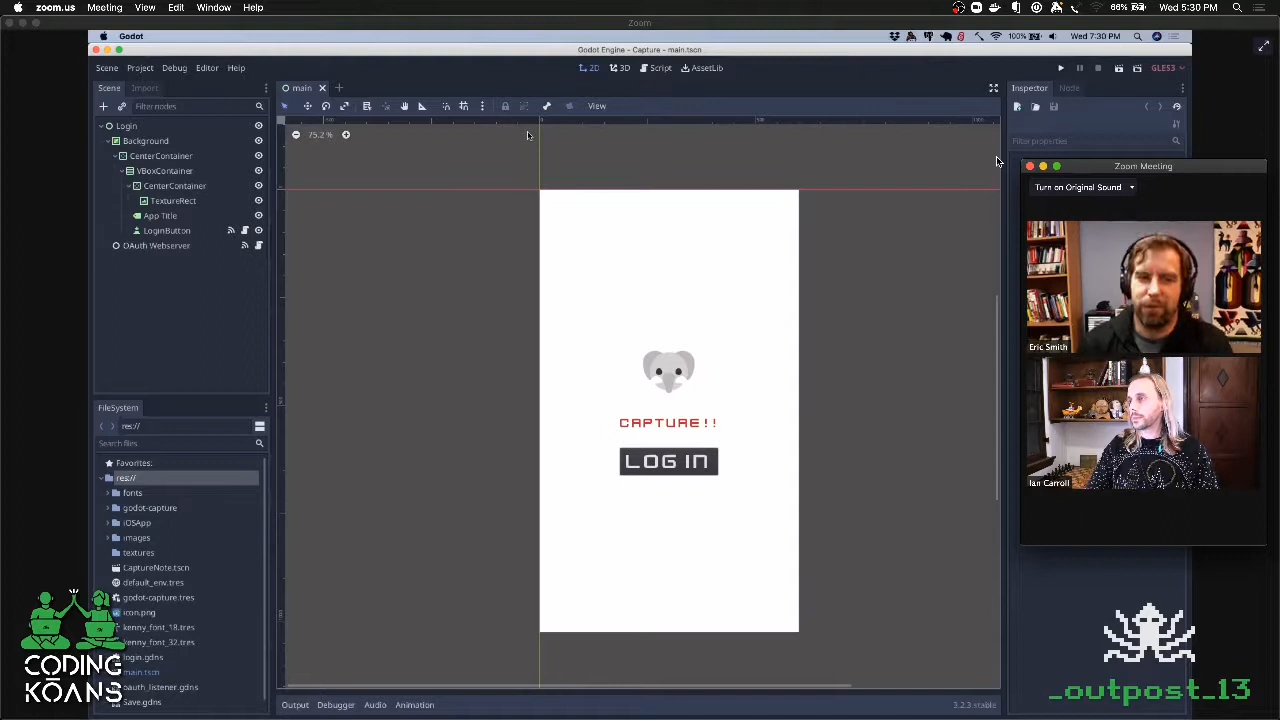 zoom.us Meeting View Edit Window Help
66% Wed 5:30 PM
Zoom
Godot
100% Wed 7:30 PM
Godot Engine - Capture - main.tscn
Scene Project Debug Editor Help
2D 3D Script AssetLib
GLES3
Scene Import
main
Inspector Node
Filter nodes
View
75.2 %
Filter properties
Login
Background
CenterContainer
VBoxContainer
CenterContainer
TextureRect
App Title
LoginButton
OAuth Webserver
Zoom Meeting
Turn on Original Sound
Eric Smith
Ian Carroll
CAPTURE!!
LOG IN
FileSystem
res://
Search files
Favorites:
res://
fonts
godot-capture
iOSApp
images
textures
CaptureNote.tscn
default_env.tres
godot-capture.tres
icon.png
kenny_font_18.tres
kenny_font_32.tres
login.gdns
main.tscn
oauth_listener.gdns
Save.gdns
CODING
KOANS
_outpost_13
Output Debugger Audio Animation
3.2.3.stable